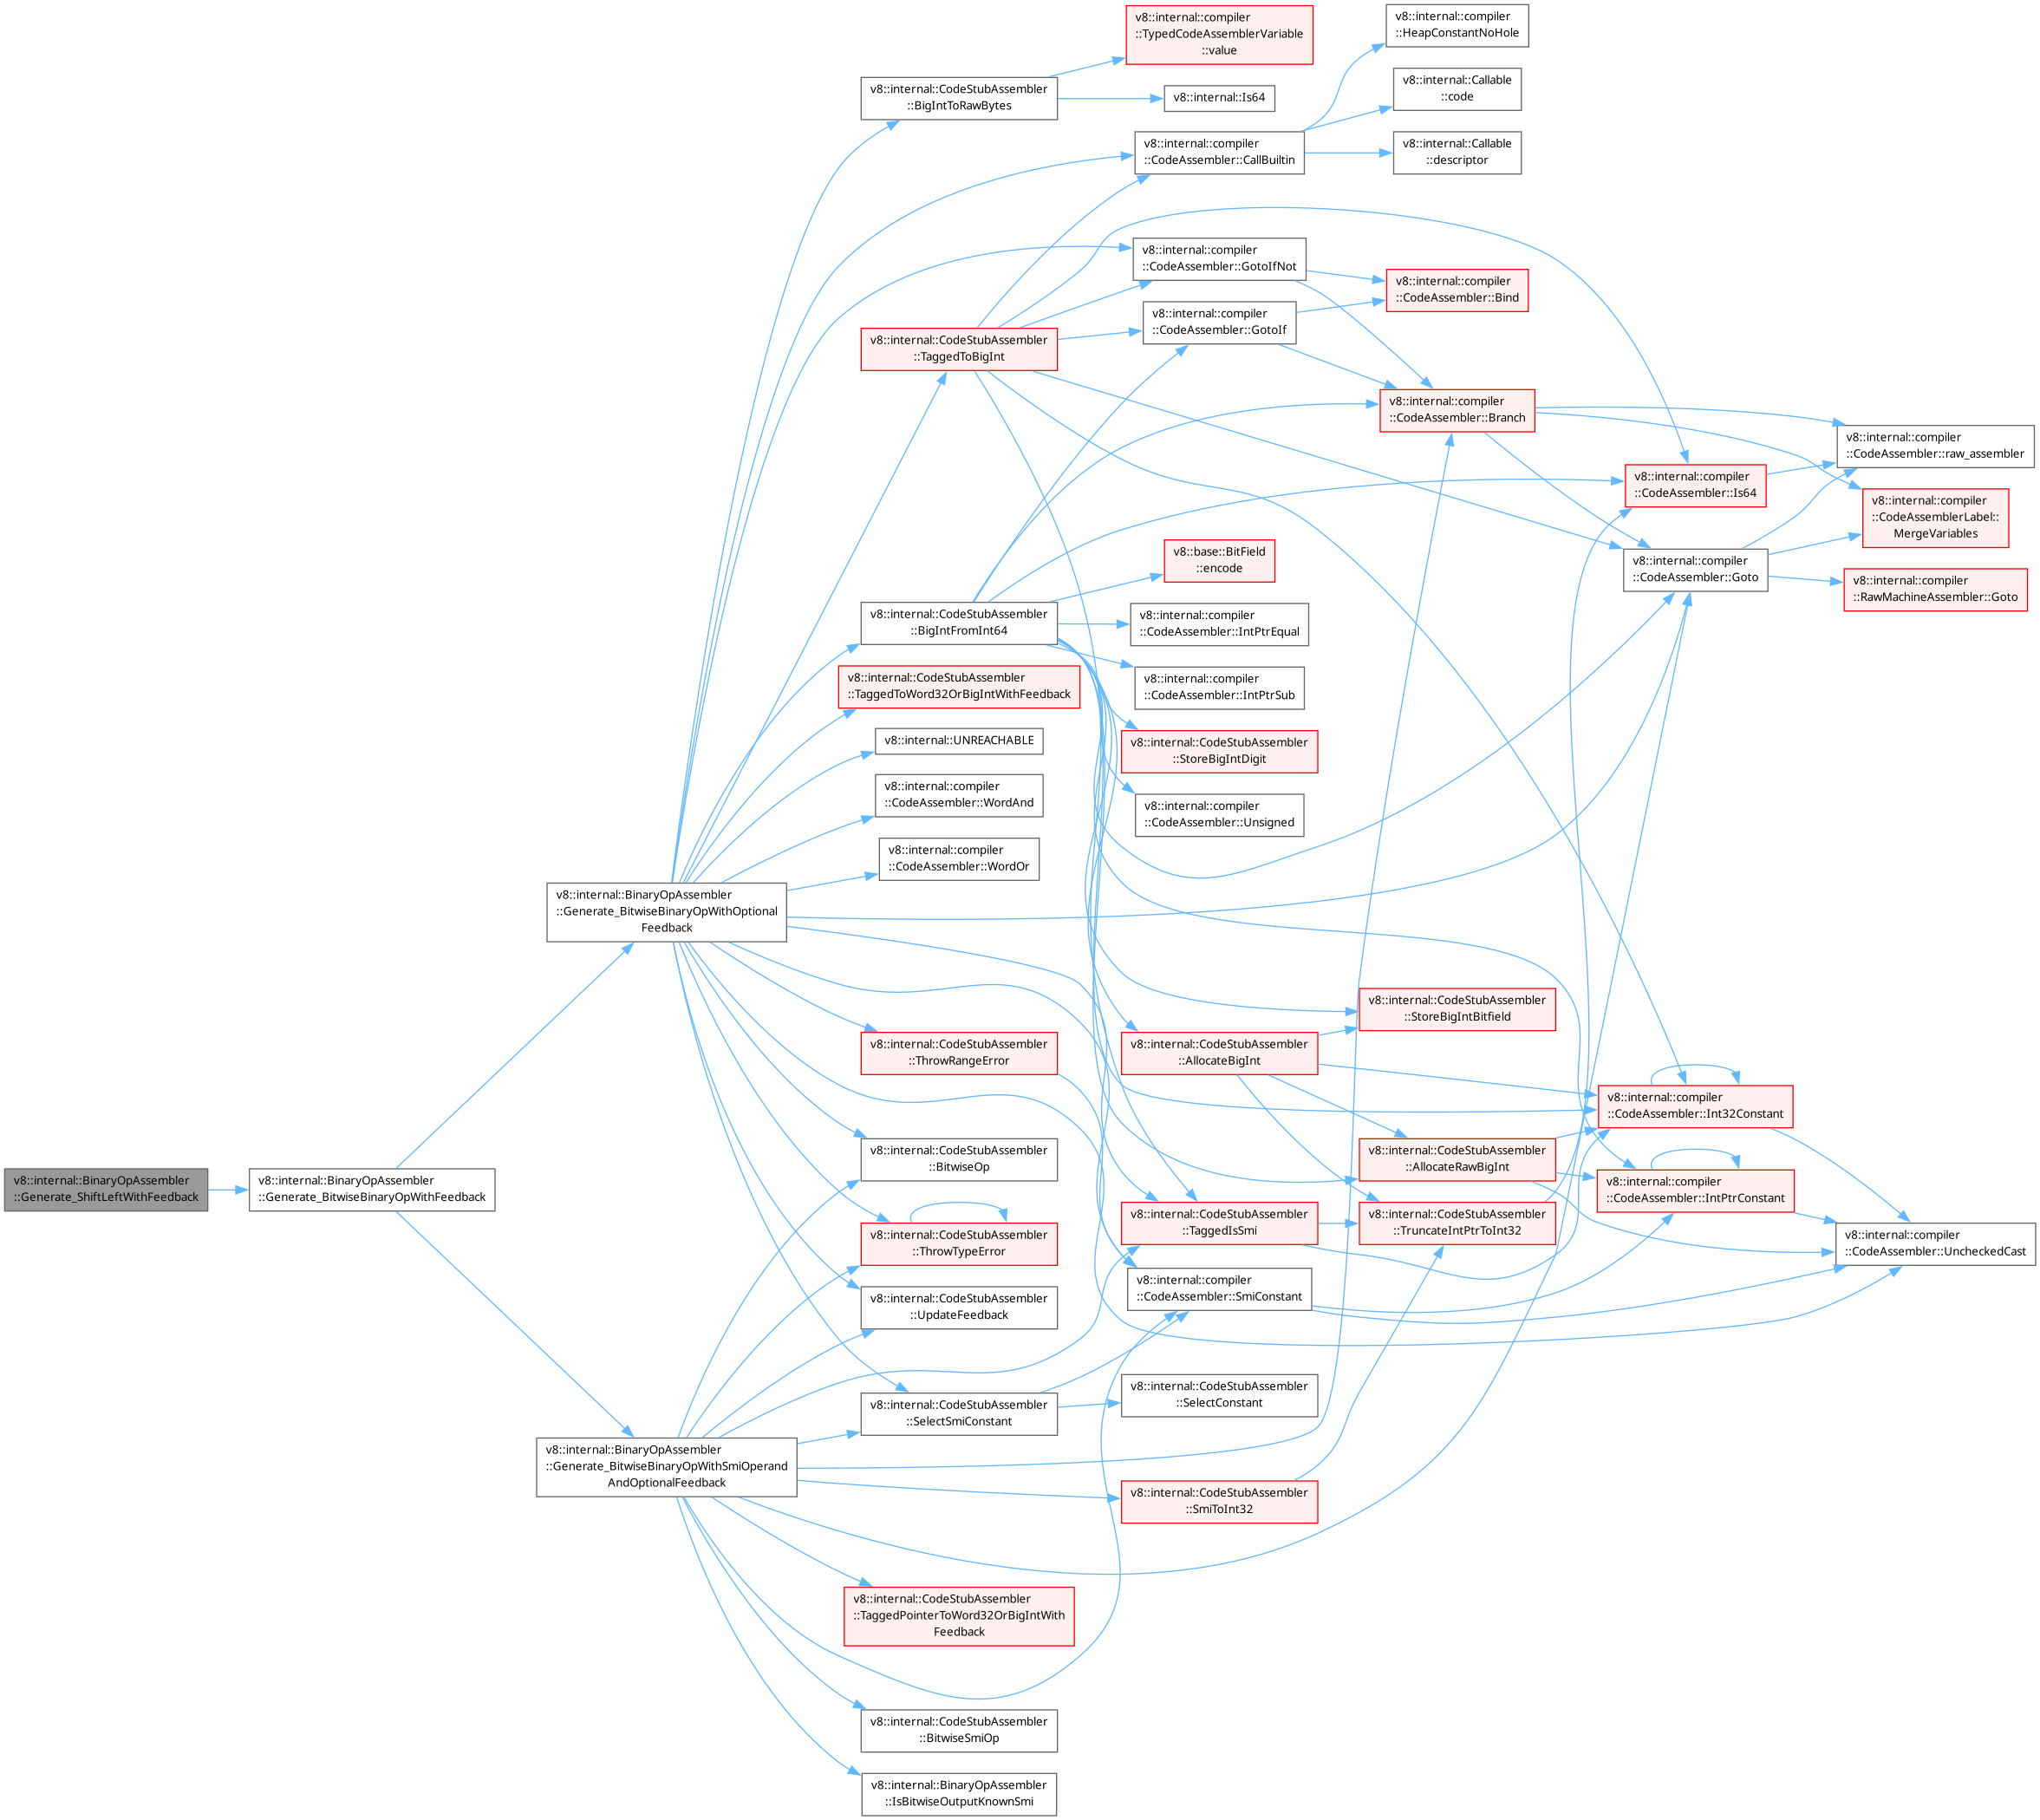 v8::internal::compiler
::TypedCodeAssemblerVariable
::value
v8::internal::compiler
::HeapConstantNoHole
v8::internal::CodeStubAssembler
::BigIntToRawBytes
v8::internal::Is64
v8::internal::Callable
::code
v8::internal::compiler
::CodeAssembler::CallBuiltin
v8::internal::Callable
::descriptor
v8::internal::compiler
::CodeAssembler::GotoIfNot
v8::internal::compiler
::CodeAssembler::Bind
v8::internal::compiler
::CodeAssembler::GotoIf
v8::internal::CodeStubAssembler
::TaggedToBigInt
v8::internal::compiler
::CodeAssembler::Branch
v8::internal::compiler
::CodeAssembler::raw_assembler
v8::internal::compiler
::CodeAssembler::Is64
v8::internal::compiler
::CodeAssemblerLabel::
MergeVariables
v8::base::BitField
::encode
v8::internal::compiler
::CodeAssembler::Goto
v8::internal::compiler
::RawMachineAssembler::Goto
v8::internal::CodeStubAssembler
::BigIntFromInt64
v8::internal::compiler
::CodeAssembler::IntPtrEqual
v8::internal::CodeStubAssembler
::TaggedToWord32OrBigIntWithFeedback
v8::internal::compiler
::CodeAssembler::IntPtrSub
v8::internal::UNREACHABLE
v8::internal::CodeStubAssembler
::StoreBigIntDigit
v8::internal::compiler
::CodeAssembler::WordAnd
v8::internal::compiler
::CodeAssembler::Unsigned
v8::internal::compiler
::CodeAssembler::WordOr
v8::internal::BinaryOpAssembler
::Generate_BitwiseBinaryOpWithOptional
Feedback
v8::internal::CodeStubAssembler
::StoreBigIntBitfield
v8::internal::CodeStubAssembler
::ThrowRangeError
v8::internal::CodeStubAssembler
::AllocateBigInt
v8::internal::compiler
::CodeAssembler::Int32Constant
v8::internal::CodeStubAssembler
::BitwiseOp
v8::internal::CodeStubAssembler
::AllocateRawBigInt
v8::internal::BinaryOpAssembler
::Generate_ShiftLeftWithFeedback
v8::internal::BinaryOpAssembler
::Generate_BitwiseBinaryOpWithFeedback
v8::internal::compiler
::CodeAssembler::IntPtrConstant
v8::internal::CodeStubAssembler
::ThrowTypeError
v8::internal::CodeStubAssembler
::TaggedIsSmi
v8::internal::CodeStubAssembler
::TruncateIntPtrToInt32
v8::internal::compiler
::CodeAssembler::UncheckedCast
v8::internal::CodeStubAssembler
::UpdateFeedback
v8::internal::compiler
::CodeAssembler::SmiConstant
v8::internal::CodeStubAssembler
::SelectSmiConstant
v8::internal::CodeStubAssembler
::SelectConstant
v8::internal::BinaryOpAssembler
::Generate_BitwiseBinaryOpWithSmiOperand
AndOptionalFeedback
v8::internal::CodeStubAssembler
::SmiToInt32
v8::internal::CodeStubAssembler
::TaggedPointerToWord32OrBigIntWith
Feedback
v8::internal::CodeStubAssembler
::BitwiseSmiOp
v8::internal::BinaryOpAssembler
::IsBitwiseOutputKnownSmi